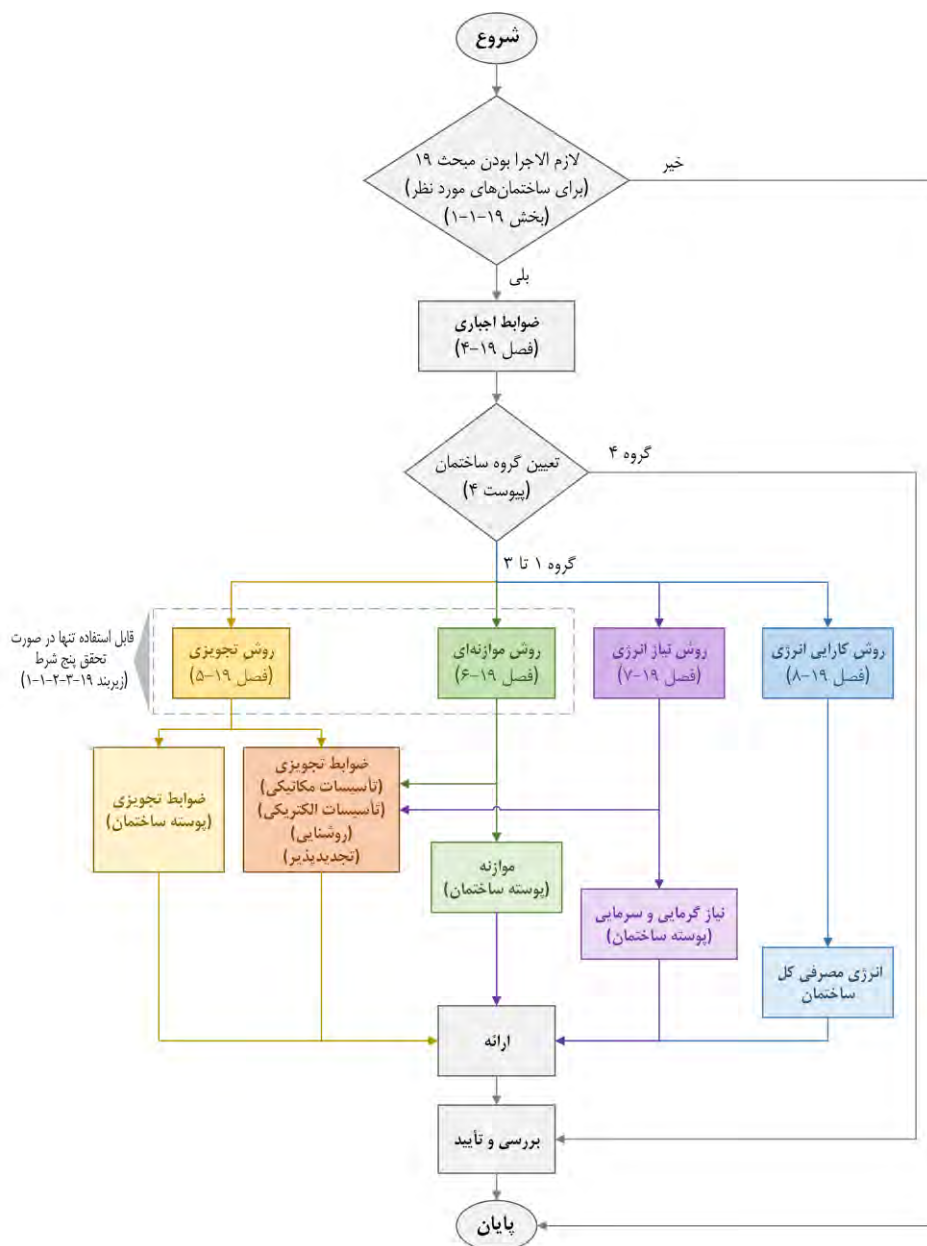 شروع
لازم الاجرا بودن مبحث ۱۹
(برای ساختمان‌های مورد نظر)
(بخش ۱۹-۱-۱)
خیر
بلی
ضوابط اجباری
(فصل ۱۹-۴)
تعیین گروه ساختمان
(پیوست ۴)
گروه ۴
گروه ۱ تا ۳
قابل استفاده تنها در صورت
تحقق پنج شرط
(زیربند ۱۹-۳-۲-۱-۱)
روش تجویزی
(فصل ۱۹-۵)
روش موازنه‌ای
(فصل ۱۹-۶)
روش نیاز انرژی
(فصل ۱۹-۷)
روش کارایی انرژی
(فصل ۱۹-۸)
ضوابط تجویزی
(پوسته ساختمان)
ضوابط تجویزی
(تأسیسات مکانیکی)
(تأسیسات الکتریکی)
(روشنایی)
(تجدیدپذیر)
موازنه
(پوسته ساختمان)
نیاز گرمایی و سرمایی
(پوسته ساختمان)
انرژی مصرفی کل
ساختمان
ارائه
بررسی و تأیید
پایان